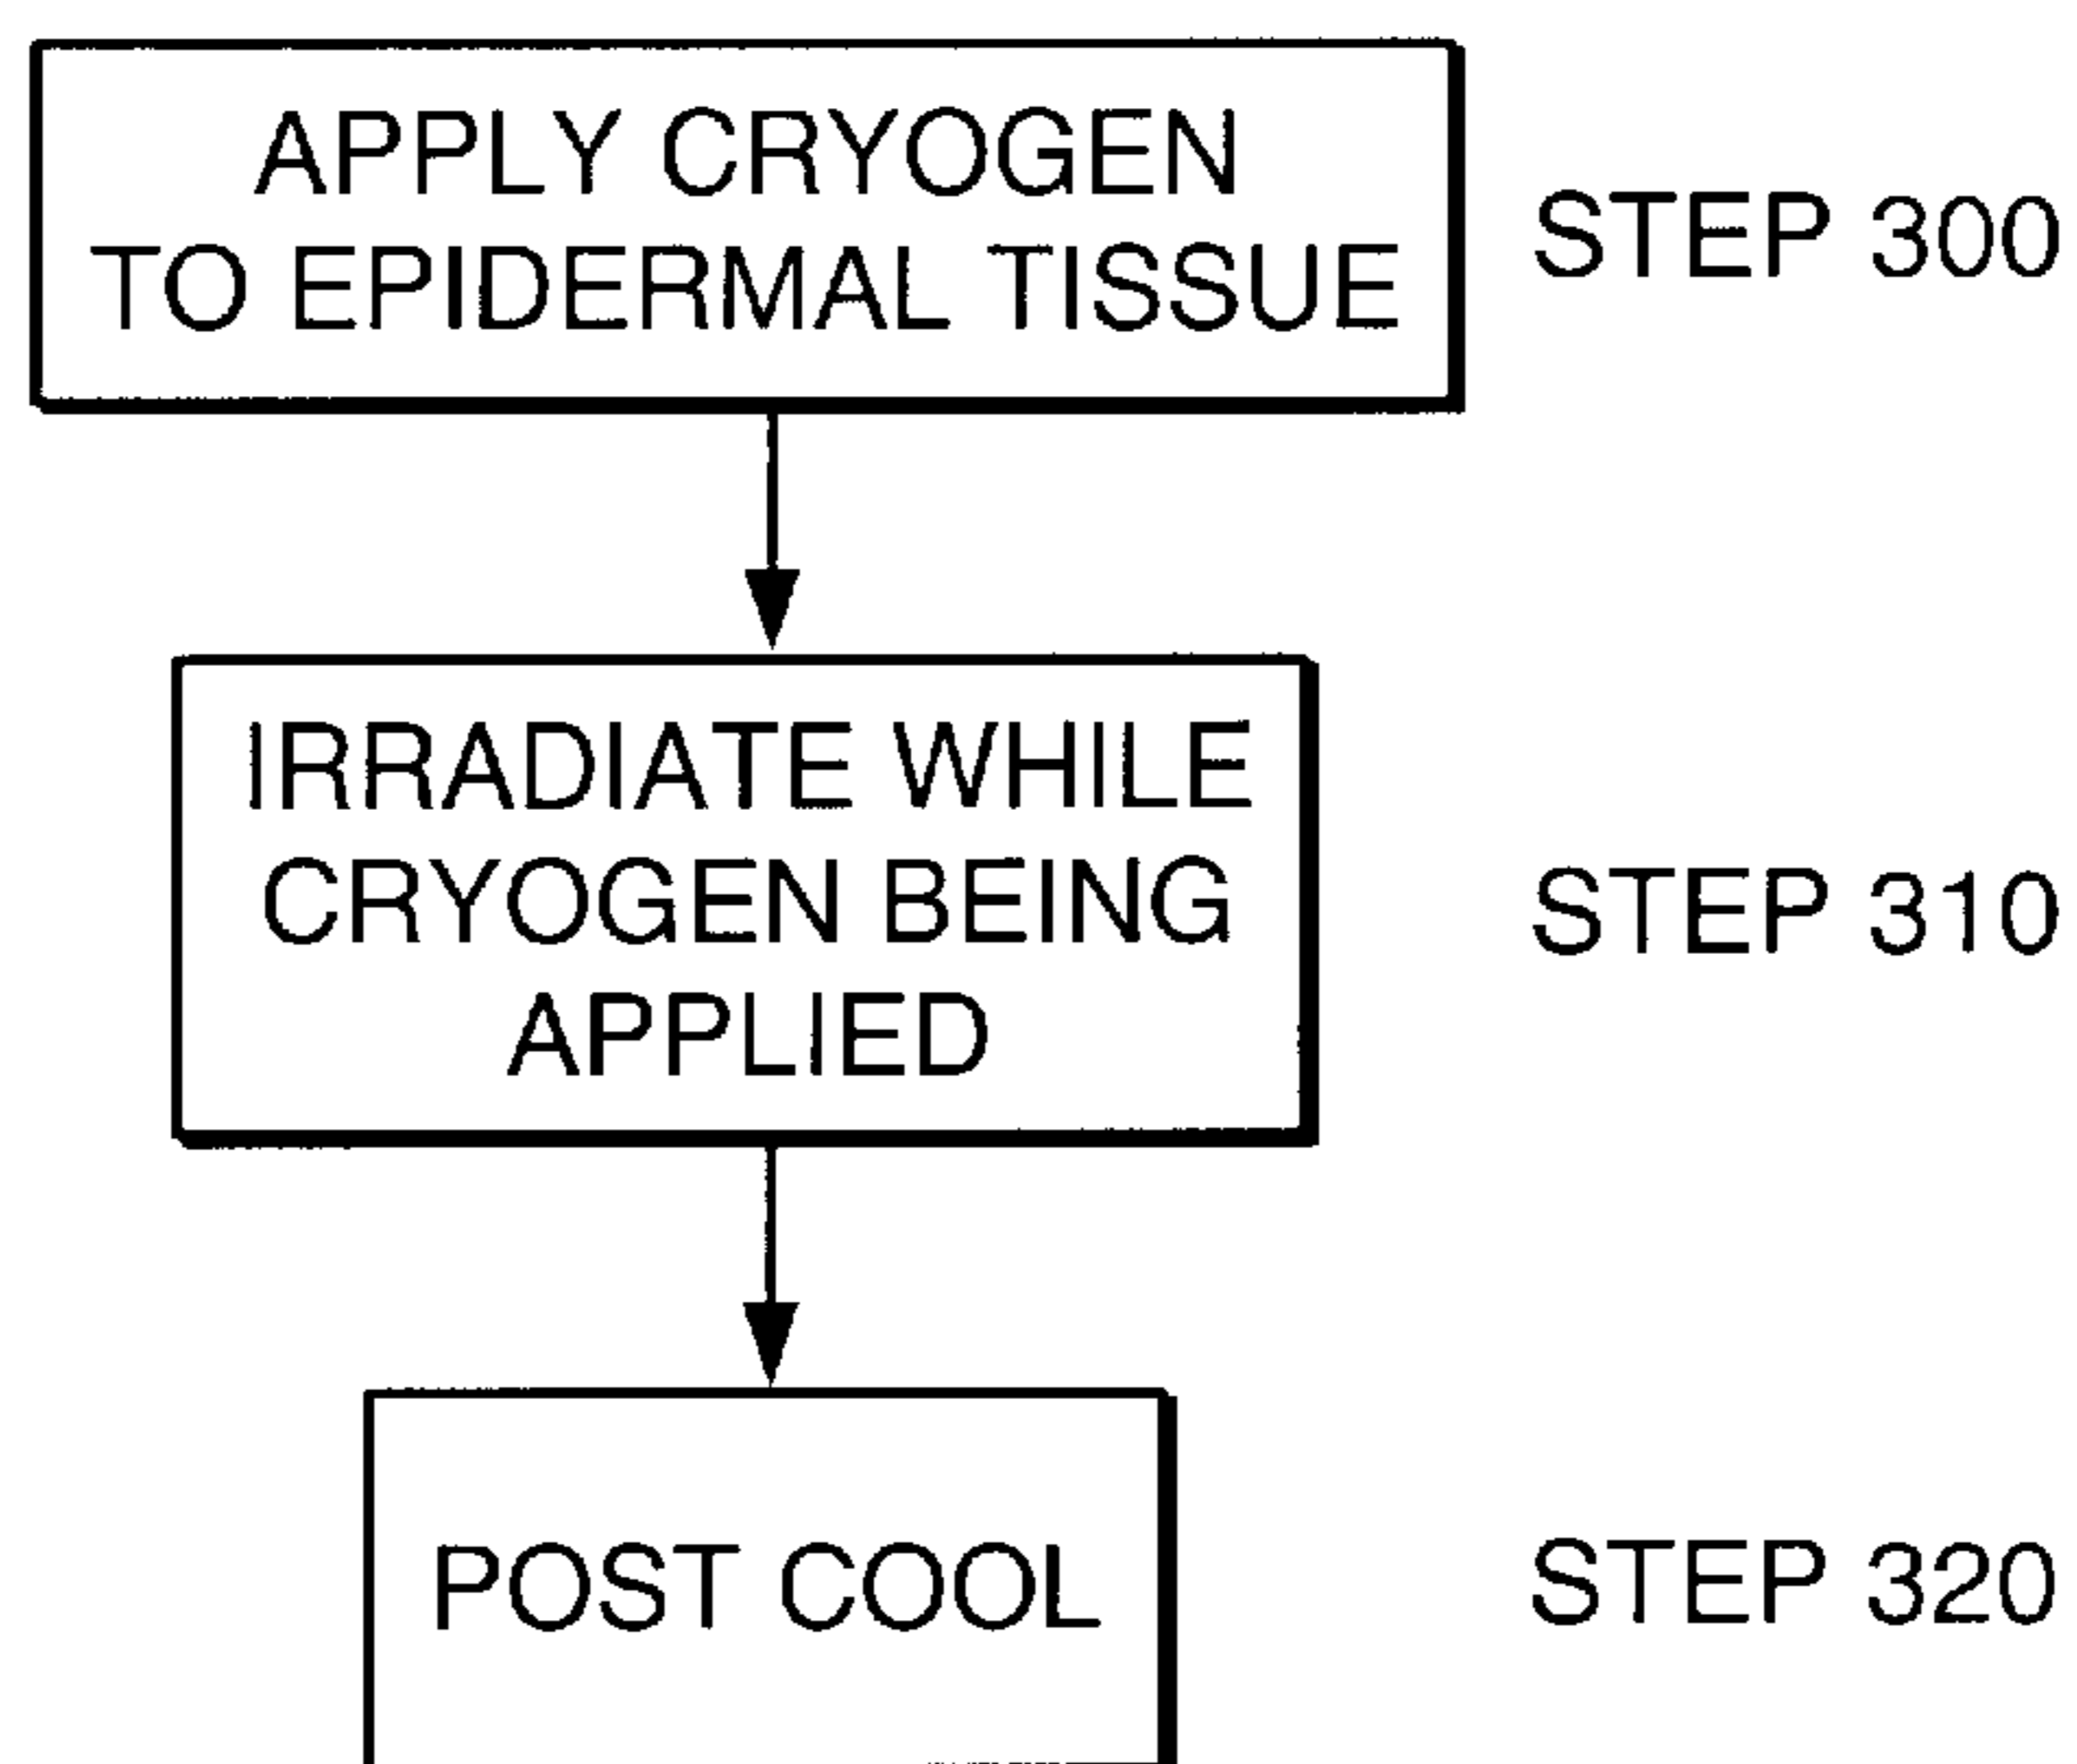 APPLY CRYOGEN
TO EPIDERMAL TISSUE
STEP 300
IRRADIATE WHILE
CRYOGEN BEING
APPLIED
STEP 310
POST COOL
STEP 320